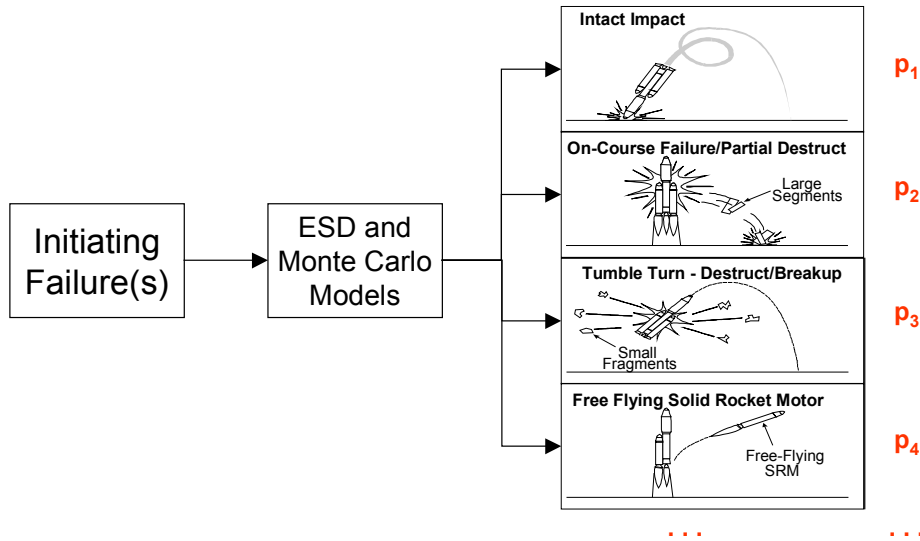 Initiating
Failure(s)
ESD and
Monte Carlo
Models
Intact Impact
p1
On-Course Failure/Partial Destruct
Large
Segments
p2
Tumble Turn - Destruct/Breakup
Small
Fragments
p3
Free Flying Solid Rocket Motor
Free-Flying
SRM
p4